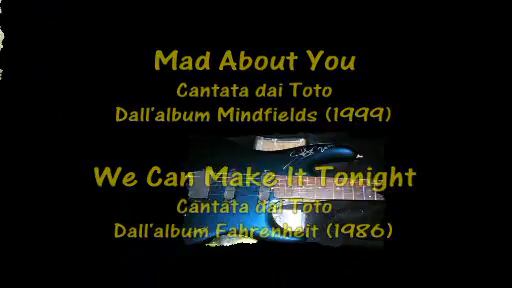 Mad About You
Cantata dai Toto
Dall'album Mindfields (1999)
We Can Make It Tonight
Cantata dai Toto
Dall'album Fahrenheit (1986)